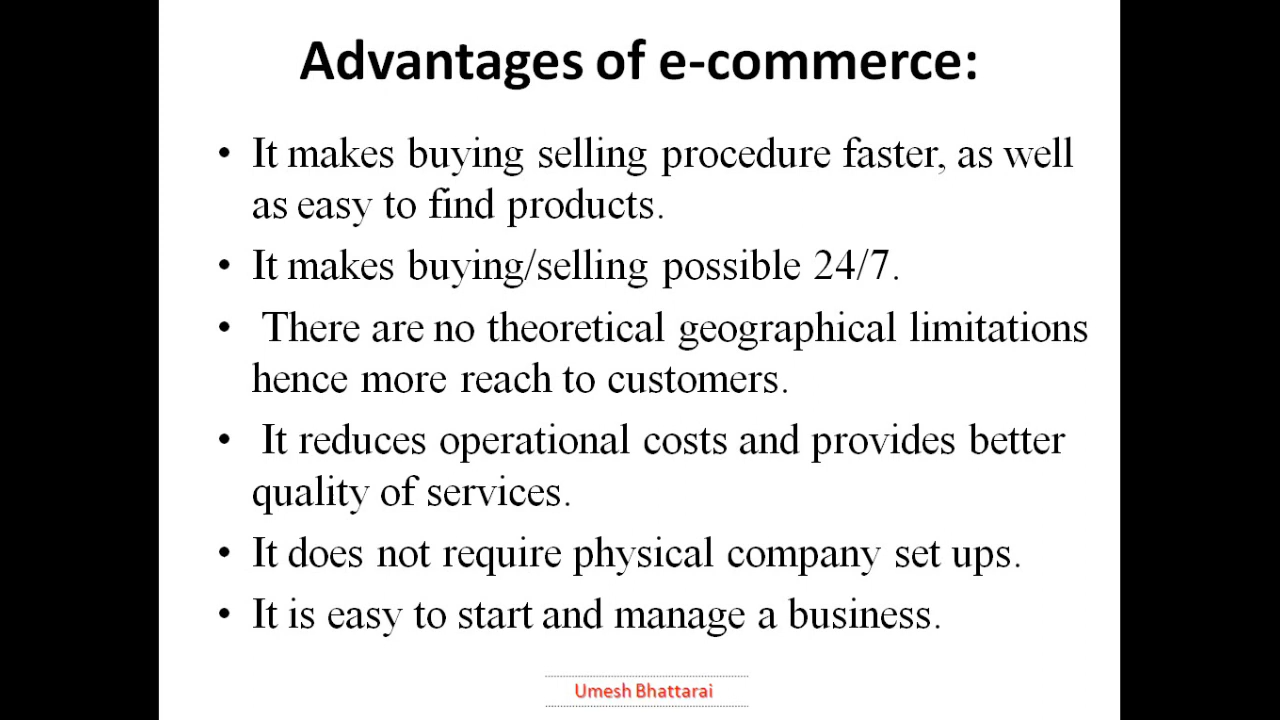 Advantages of e-commerce:
• It makes buying selling procedure faster, as well
as easy to find products.
• It makes buying/selling possible 24/7.
• There are no theoretical geographical limitations
hence more reach to customers.
• It reduces operational costs and provides better
quality of services.
• It does not require physical company set ups.
• It is easy to start and manage a business.
Umesh Bhattarai